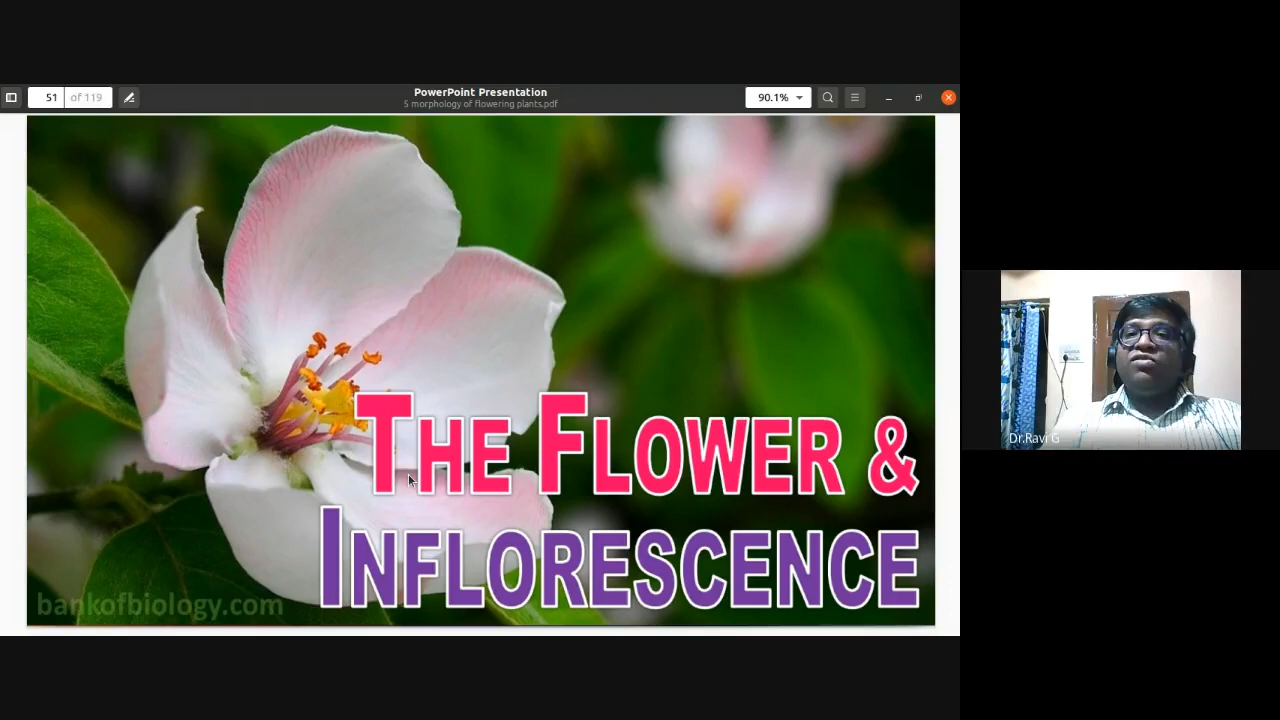 51 of 119
PowerPoint Presentation
5 morphology of flowering plants.pdf
90.1%
THE FLOWER &
INFLORESCENCE
bankofbiology.com
Dr.Ravi G